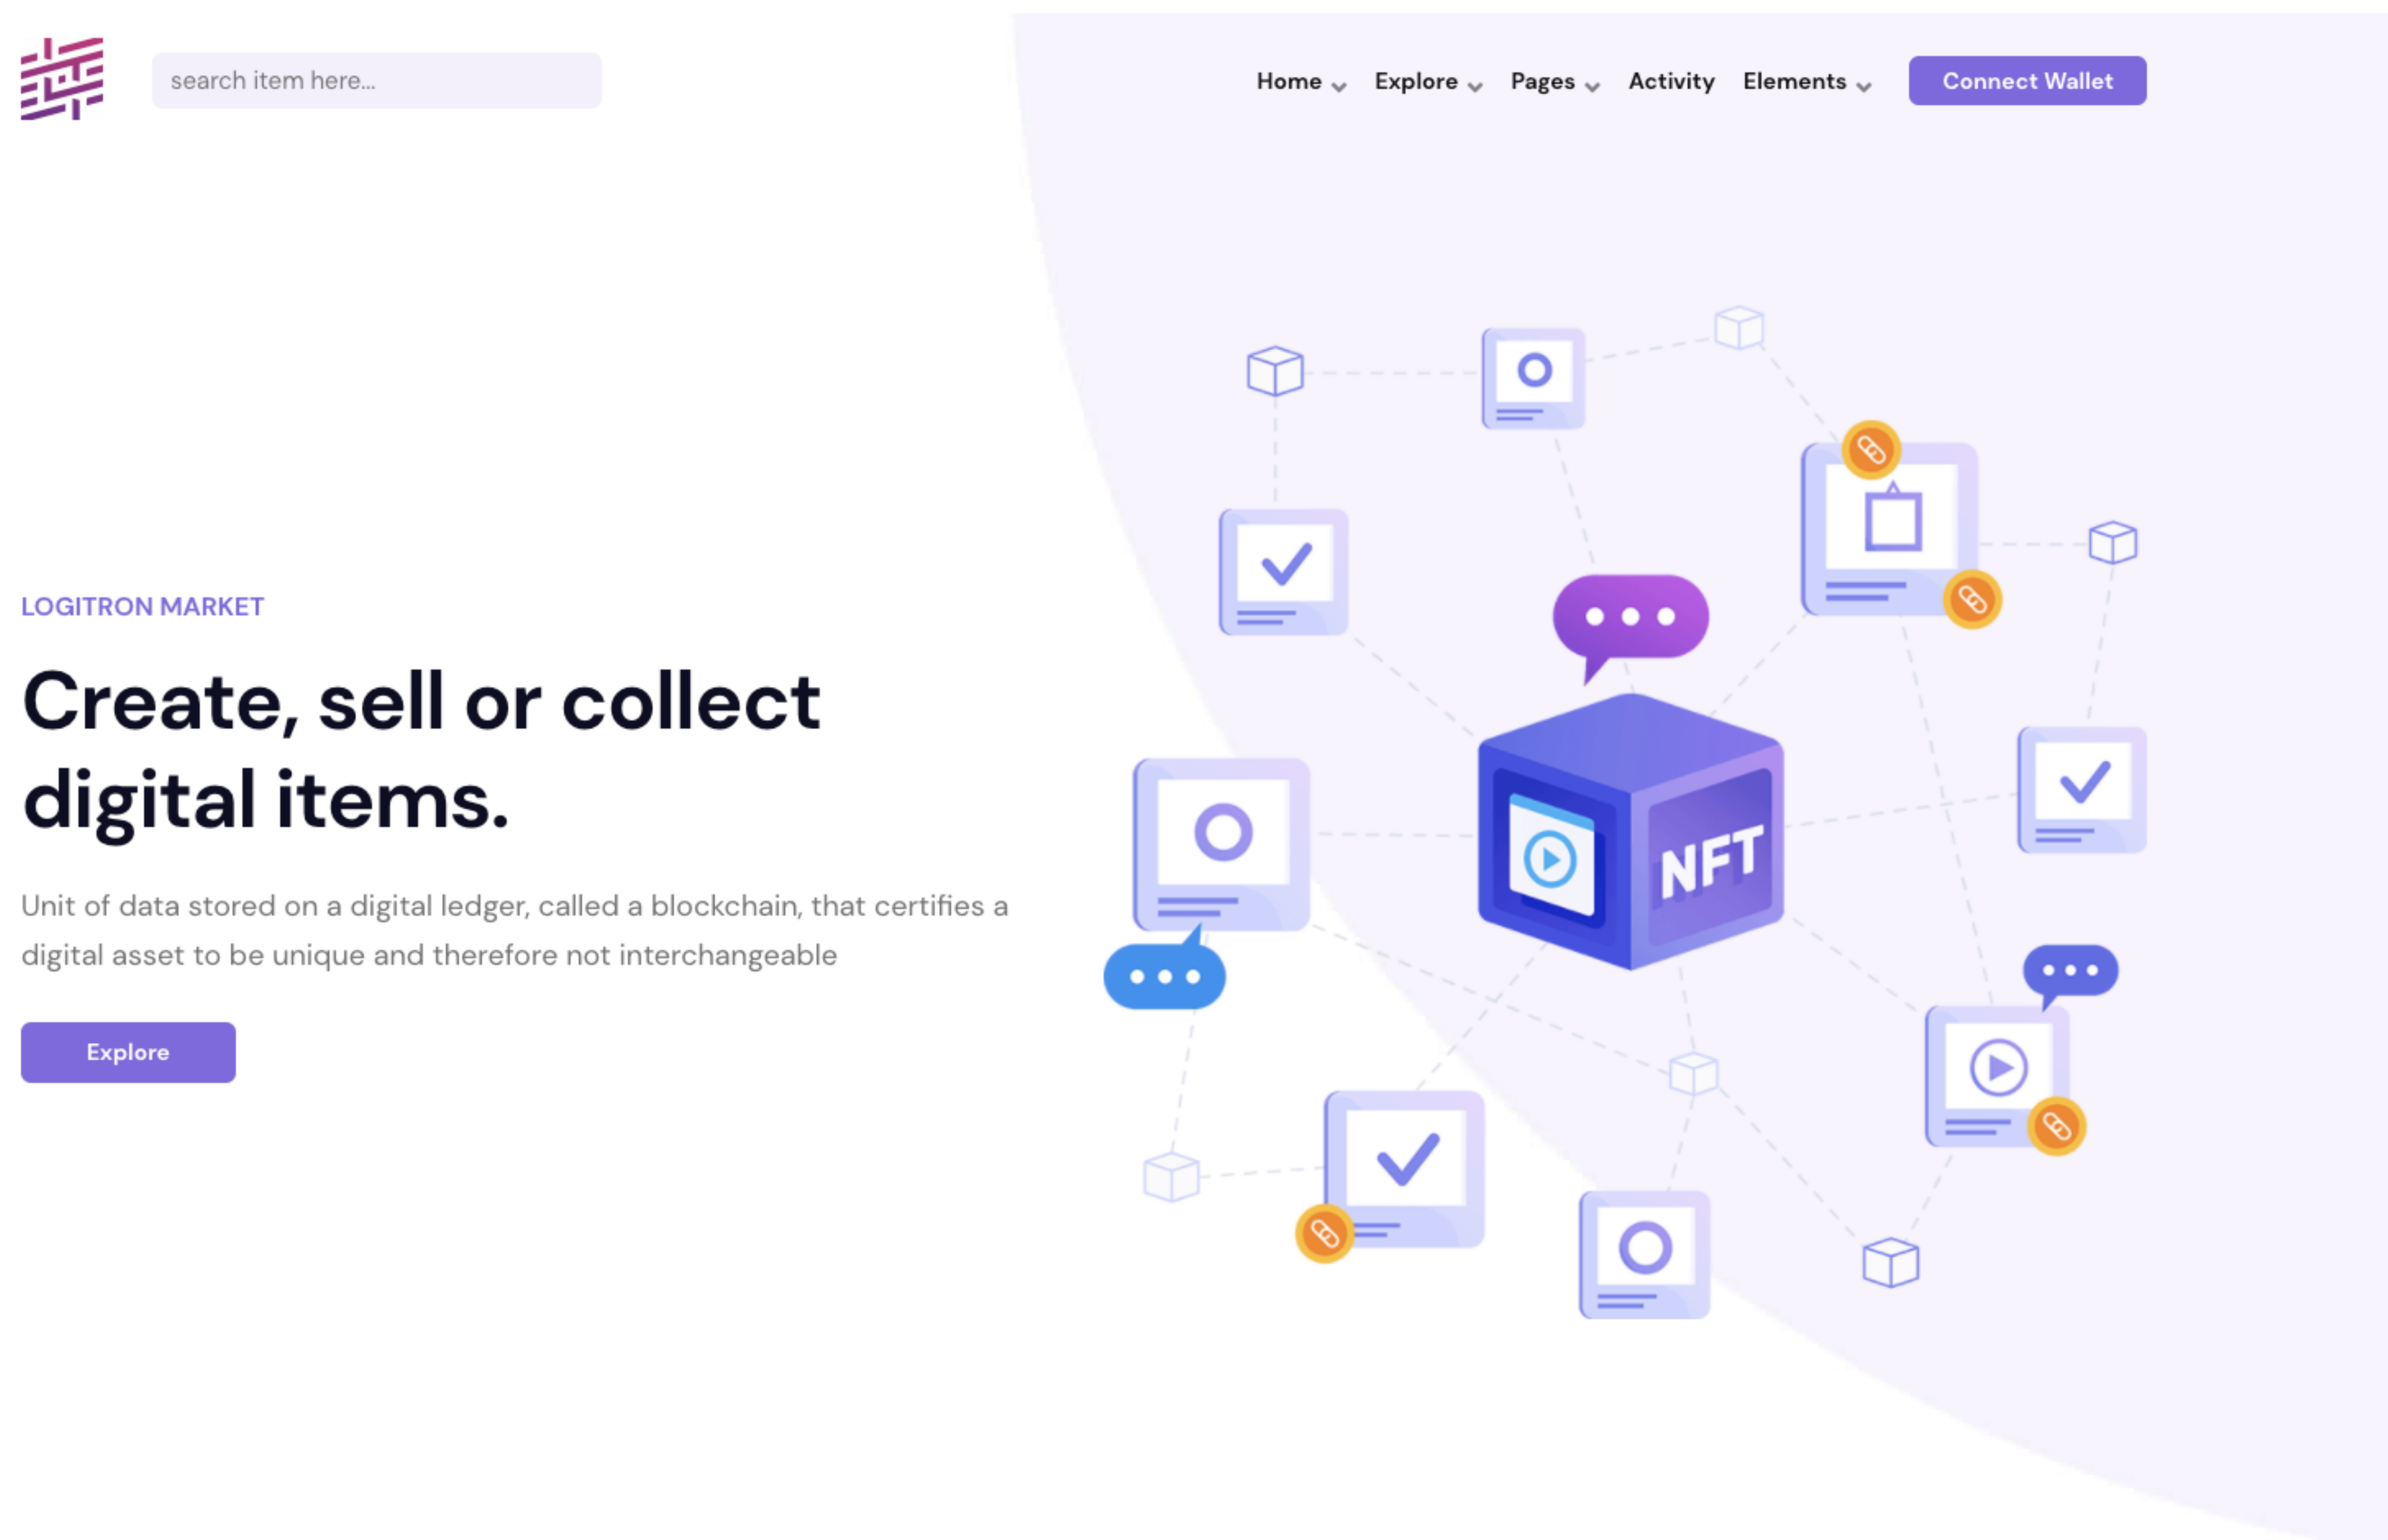 search item here...
Home Explore Pages Activity Elements Connect Wallet
LOGITRON MARKET
Create, sell or collect
digital items.
Unit of data stored on a digital ledger, called a blockchain, that certifies a
digital asset to be unique and therefore not interchangeable
Explore
NFT